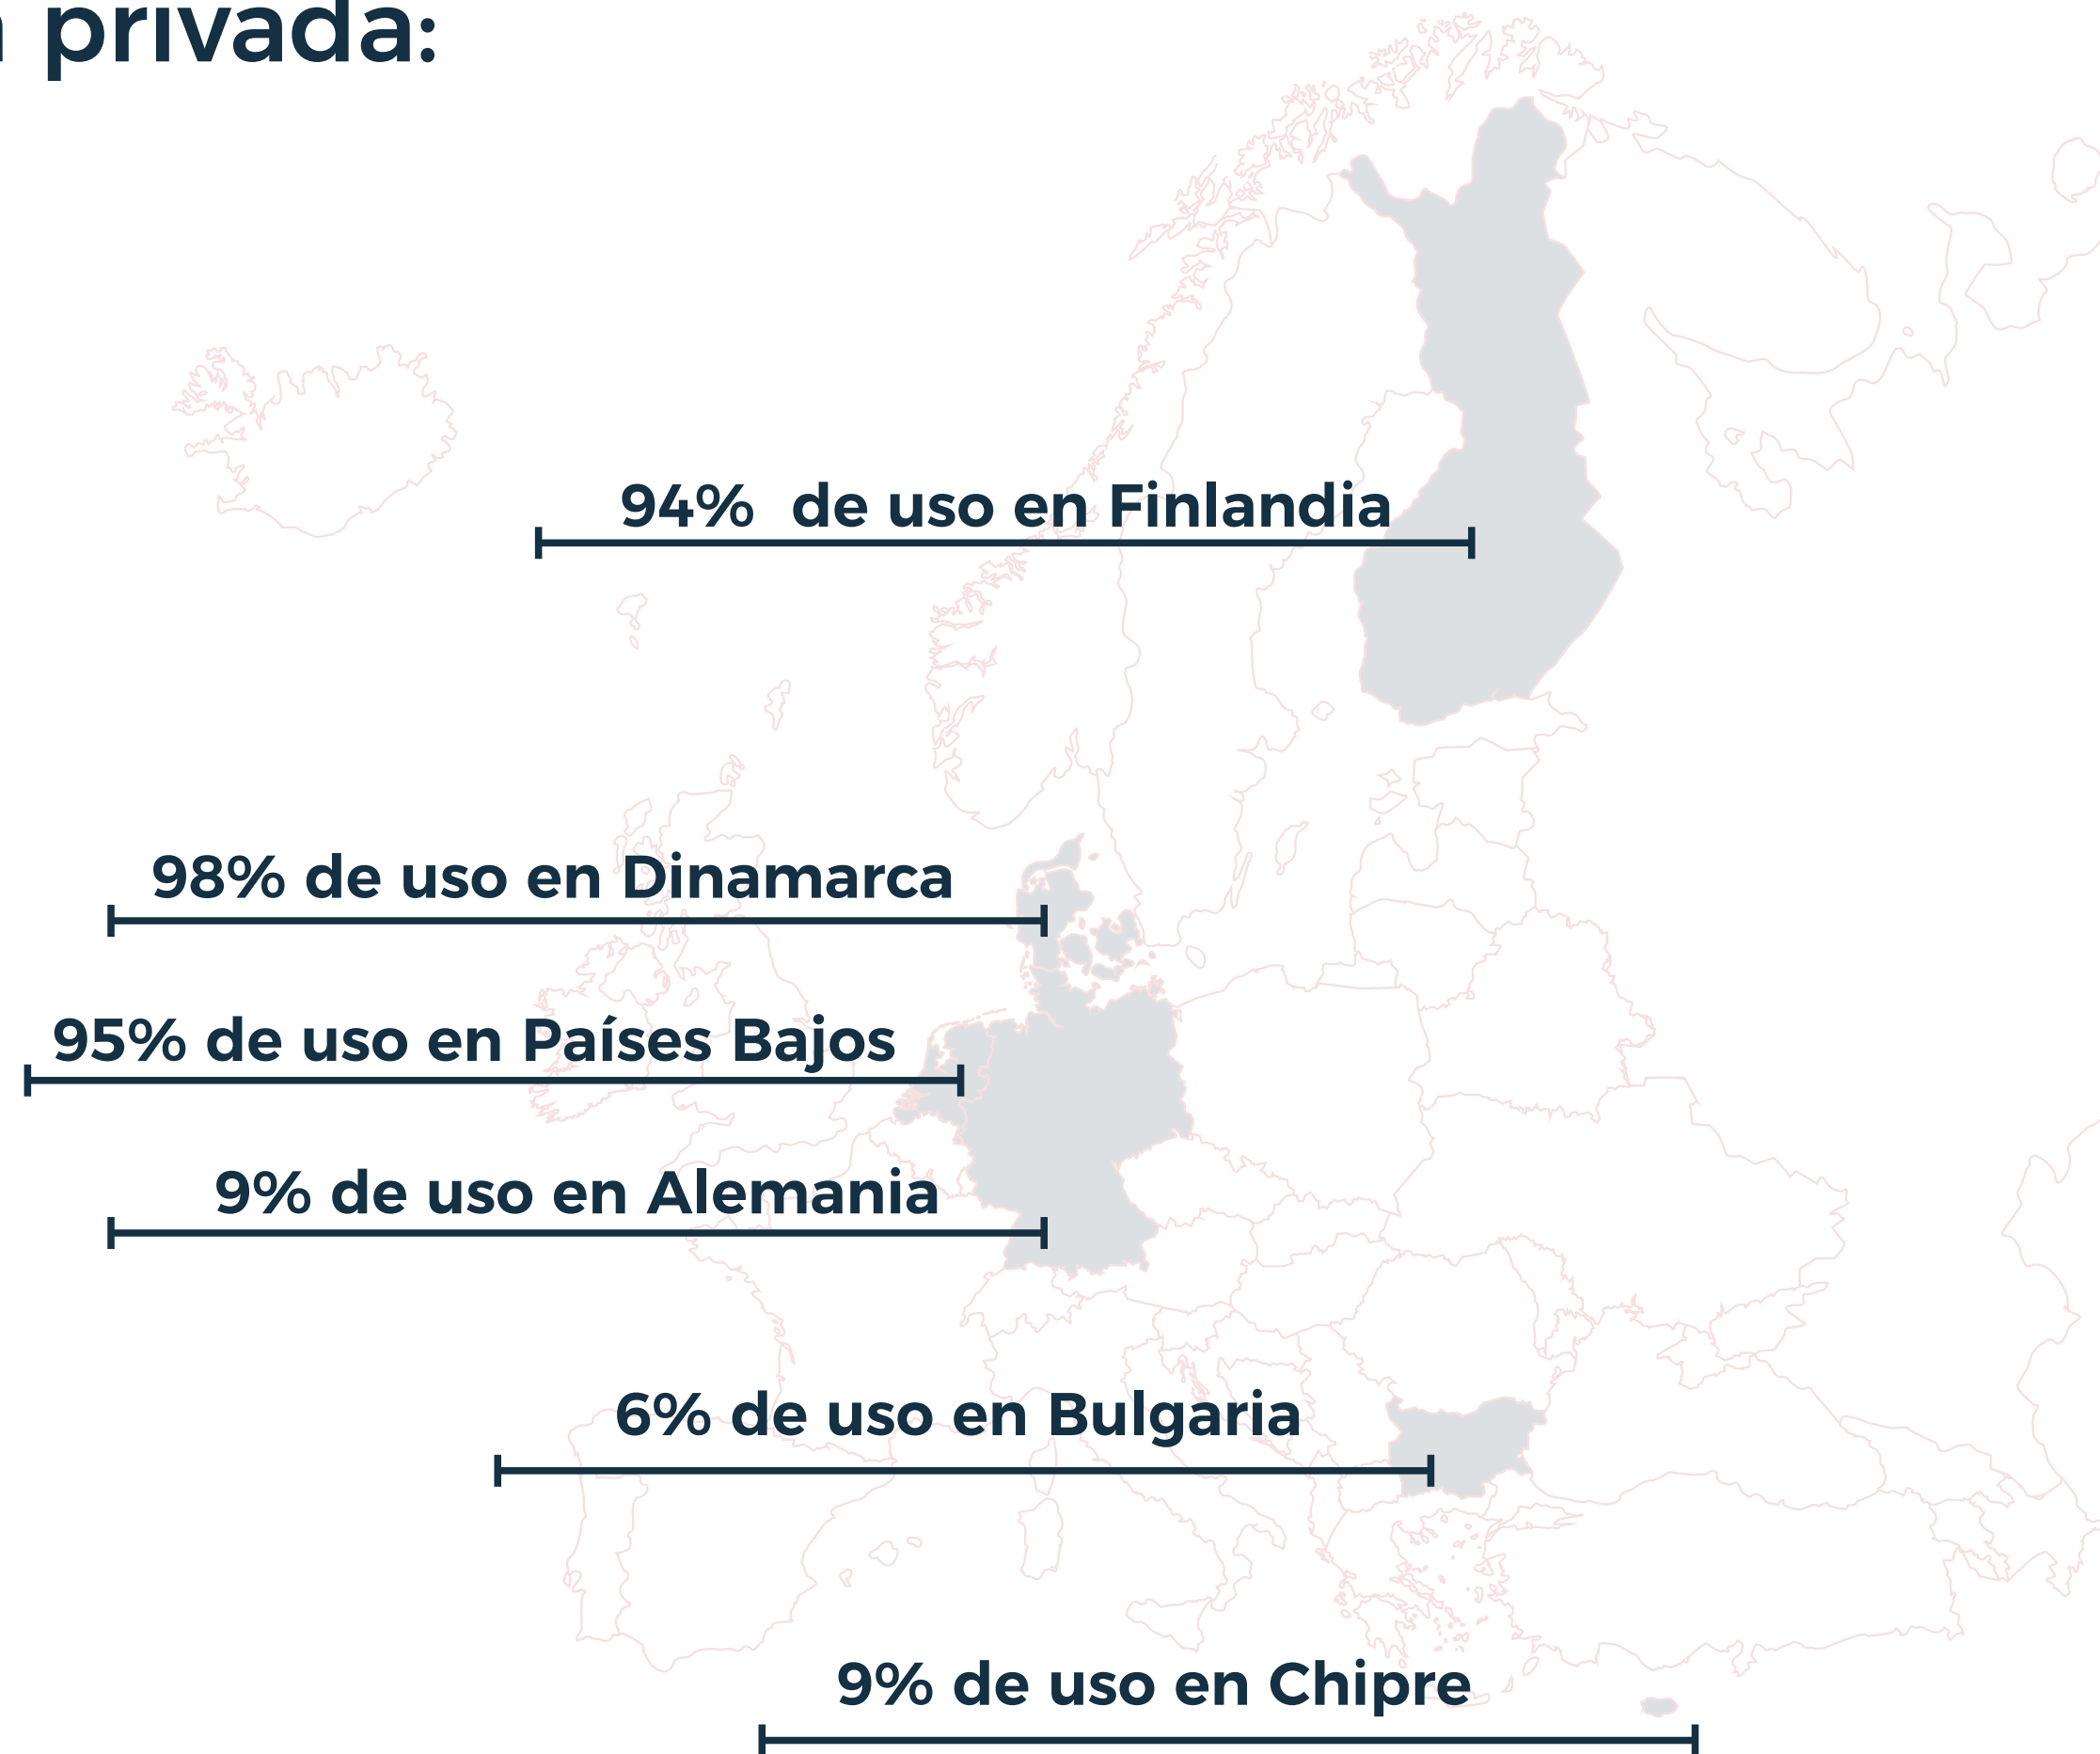 privada:
94% de uso en Finlandia
98% de uso en Dinamarca
95% de uso en Países Bajos
9% de uso en Alemania
6% de uso en Bulgaria
9% de uso en Chipre